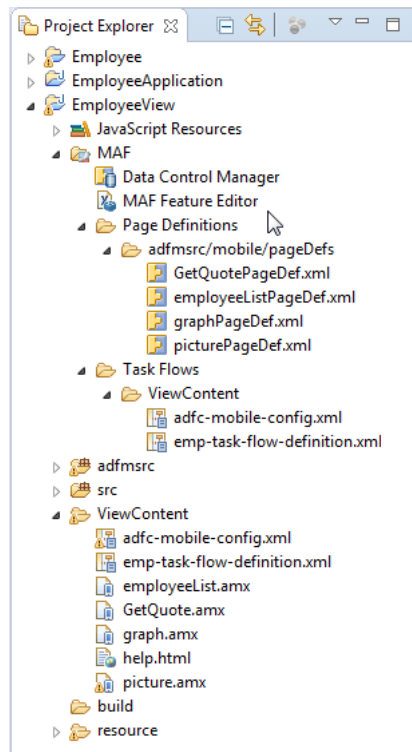 Project Explorer
Employee
EmployeeApplication
EmployeeView
JavaScript Resources
MAF
Data Control Manager
MAF Feature Editor
Page Definitions
adfmsrc/mobile/pageDefs
GetQuotePageDef.xml
employeeListPageDef.xml
graphPageDef.xml
picturePageDef.xml
Task Flows
ViewContent
adfc-mobile-config.xml
emp-task-flow-definition.xml
adfmsrc
src
ViewContent
adfc-mobile-config.xml
emp-task-flow-definition.xml
employeeList.amx
GetQuote.amx
graph.amx
help.html
picture.amx
build
resource